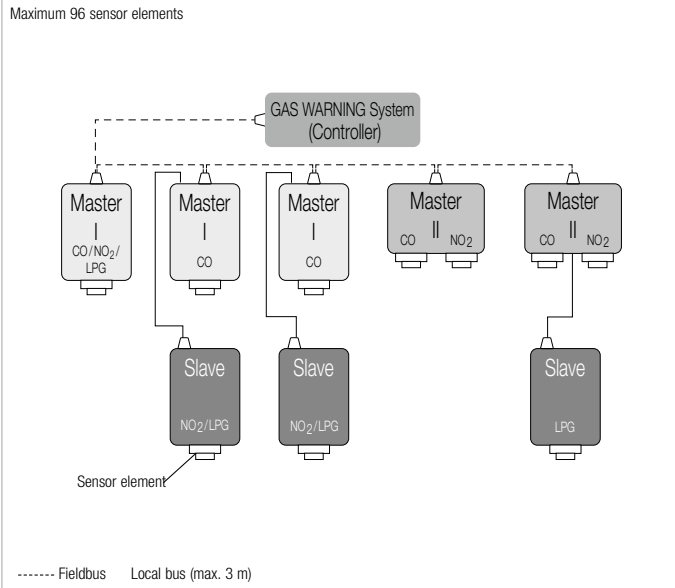 Maximum 96 sensor elements
GAS WARNING System
(Controller)
Master
I
CO/NO2/
LPG
Master
I
CO
Master
I
CO
Master
II
CO
NO2
Master
II
CO
NO2
Slave
NO2/LPG
Slave
NO2/LPG
Slave
LPG
Sensor element
------- Fieldbus Local bus (max. 3 m)